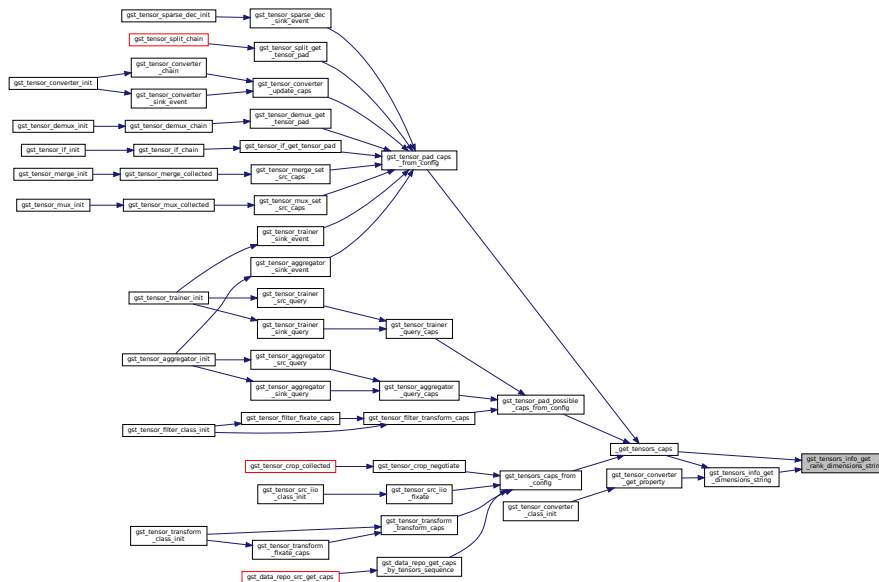 gst_tensor_sparse_dec_init
gst_tensor_sparse_dec
_sink_event
gst_tensor_split_chain
gst_tensor_split_get
_tensor_pad
gst_tensor_converter_init
gst_tensor_converter
_chain
gst_tensor_converter
_sink_event
gst_tensor_converter
_update_caps
gst_tensor_demux_init
gst_tensor_demux_chain
gst_tensor_demux_get
_tensor_pad
gst_tensor_if_init
gst_tensor_if_chain
gst_tensor_if_get_tensor_pad
gst_tensor_pad_caps
_from_config
gst_tensor_merge_init
gst_tensor_merge_collected
gst_tensor_merge_set
_src_caps
gst_tensor_mux_init
gst_tensor_mux_collected
gst_tensor_mux_set
_src_caps
gst_tensor_trainer
_sink_event
gst_tensor_aggregator
_sink_event
gst_tensor_trainer_init
gst_tensor_trainer
_src_query
gst_tensor_trainer
_sink_query
gst_tensor_trainer
_query_caps
gst_tensor_aggregator_init
gst_tensor_aggregator
_src_query
gst_tensor_aggregator
_sink_query
gst_tensor_aggregator
_query_caps
gst_tensor_pad_possible
_caps_from_config
gst_tensor_filter_class_init
gst_tensor_filter_fixate_caps
gst_tensor_filter_transform_caps
_get_tensors_caps
gst_tensors_info_get
_rank_dimensions_string
gst_tensor_crop_collected
gst_tensor_crop_negotiate
gst_tensors_caps_from
_config
gst_tensor_converter
_get_property
gst_tensors_info_get
_dimensions_string
gst_tensor_src_iio
_class_init
gst_tensor_src_iio
_fixate
gst_tensor_converter
_class_init
gst_tensor_transform
_class_init
gst_tensor_transform
_transform_caps
gst_tensor_transform
_fixate_caps
gst_data_repo_get_caps
_by_tensors_sequence
gst_data_repo_src_get_caps